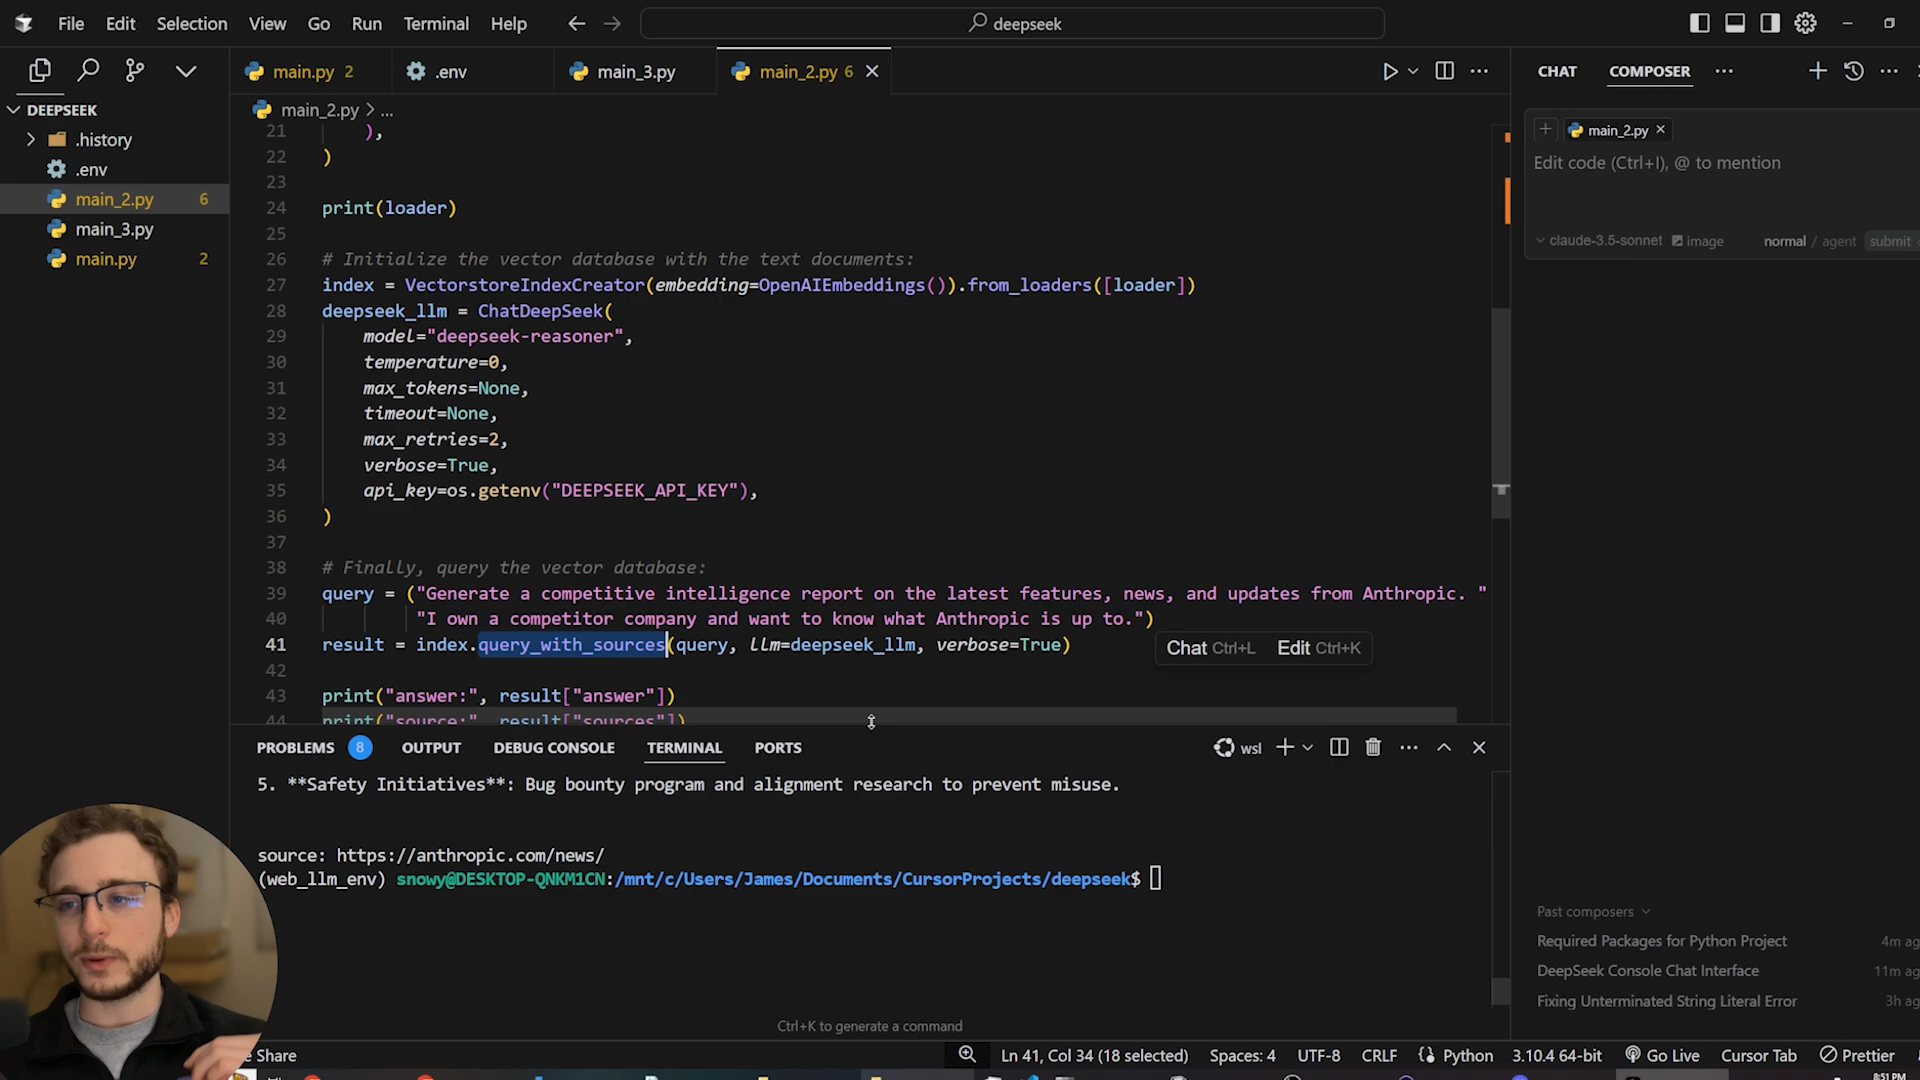 File Edit Selection View Go Run Terminal Help
deepseek
main.py 2
.env
main_3.py
main_2.py 6
CHAT
COMPOSER
DEEPSEEK
.history
.env
main_2.py 6
main_3.py
main.py 2
main_2.py > ...
21 ),
22 )
23
24 print(loader)
25
26 # Initialize the vector database with the text documents:
27 index = VectorstoreIndexCreator(embedding=OpenAIEmbeddings()).from_loaders([loader])
28 deepseek_llm = ChatDeepSeek(
29 model="deepseek-reasoner",
30 temperature=0,
31 max_tokens=None,
32 timeout=None,
33 max_retries=2,
34 verbose=True,
35 api_key=os.getenv("DEEPSEEK_API_KEY"),
36 )
37
38 # Finally, query the vector database:
39 query = ("Generate a competitive intelligence report on the latest features, news, and updates from Anthropic. "
40 "I own a competitor company and want to know what Anthropic is up to.")
41 result = index.query_with_sources(query, llm=deepseek_llm, verbose=True)
Chat Ctrl+L Edit Ctrl+K
42
43 print("answer:", result["answer"])
44 print("source:", result["sources"])
main_2.py
Edit code (Ctrl+I), @ to mention
claude-3.5-sonnet image normal / agent submit
PROBLEMS 8 OUTPUT DEBUG CONSOLE TERMINAL PORTS
wsl
5. **Safety Initiatives**: Bug bounty program and alignment research to prevent misuse.
source: https://anthropic.com/news/
(web_llm_env) snowy@DESKTOP-QNKM1CN:/mnt/c/Users/James/Documents/CursorProjects/deepseek$
Ctrl+K to generate a command
Past composers
Required Packages for Python Project 4m ag
DeepSeek Console Chat Interface 11m ag
Fixing Unterminated String Literal Error 3h ag
Share
Ln 41, Col 34 (18 selected) Spaces: 4 UTF-8 CRLF Python 3.10.4 64-bit Go Live Cursor Tab Prettier
8:51 PM